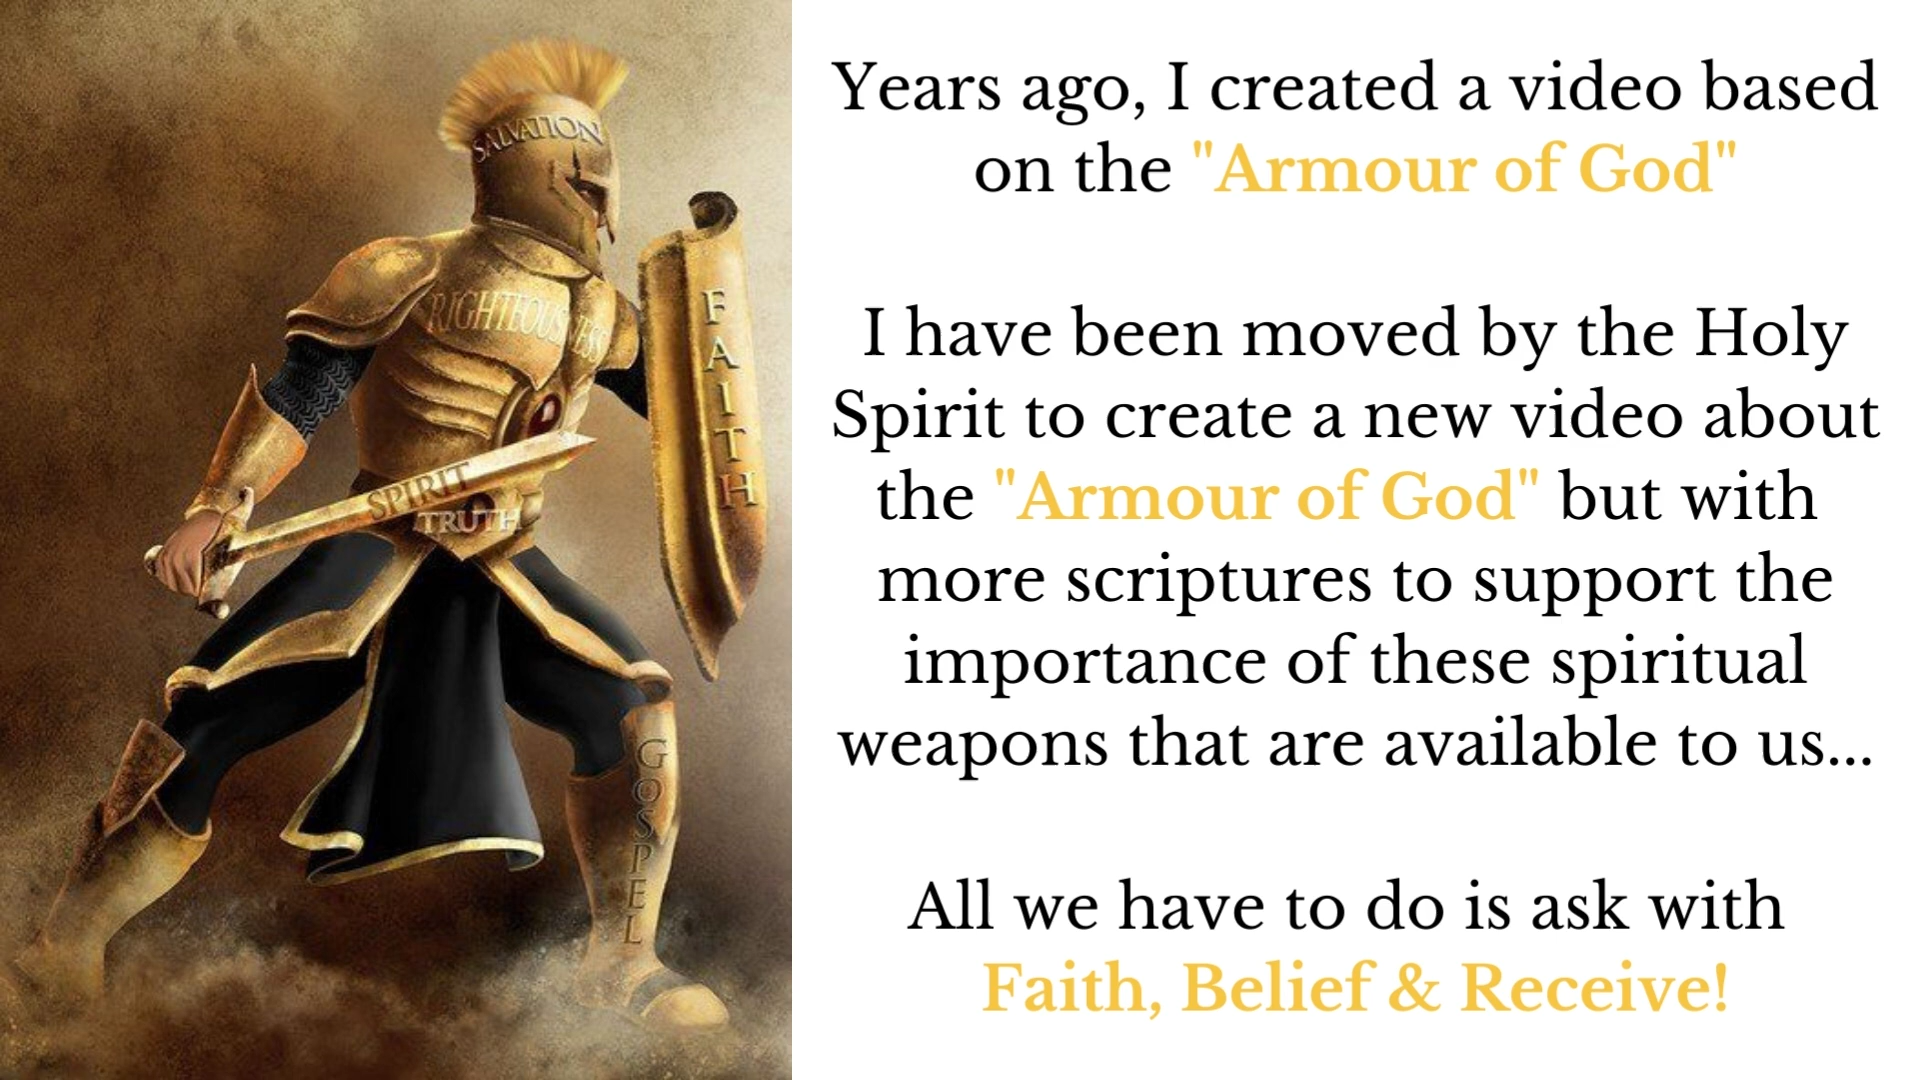 SALVATION
RIGHTEOUSNESS
FAITH
SPIRIT
TRUTH
GOSPEL
Years ago, I created a video based
on the "Armour of God"
I have been moved by the Holy
Spirit to create a new video about
the "Armour of God" but with
more scriptures to support the
importance of these spiritual
weapons that are available to us...
All we have to do is ask with
Faith, Belief & Receive!